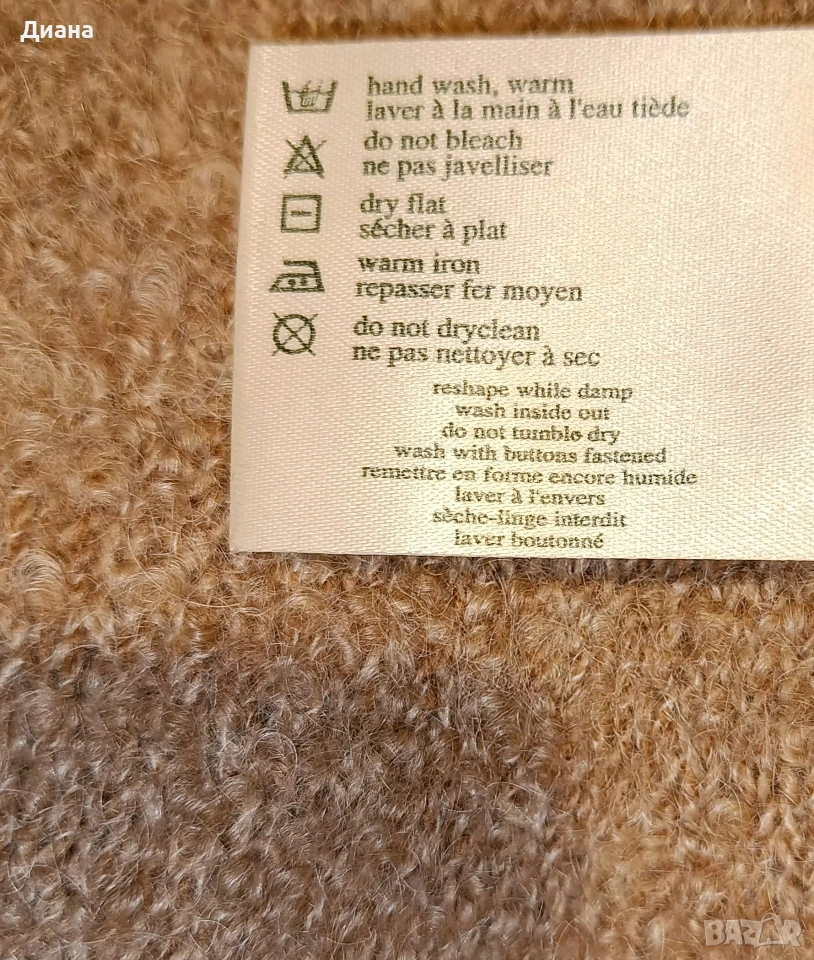 Диана
hand wash, warm
laver à la main à l'eau tiède
do not bleach
ne pas javelliser
dry flat
sécher à plat
warm iron
repasser fer moyen
do not dryclean
ne pas nettoyer à sec
reshape while damp
wash inside out
do not tumble dry
wash with buttons fastened
remettre en forme encore humide
laver à l'envers
sèche-linge interdit
laver boutonné
BAZAR